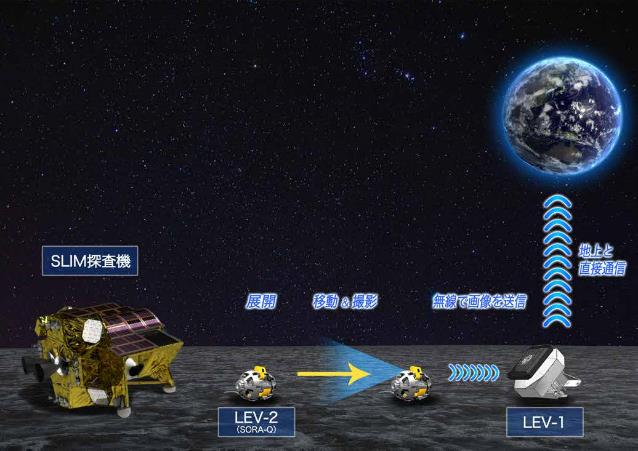 SLIM探査機
地上と
直接通信
展開
移動 & 撮影
無線で画像を送信
LEV-2
(SORA-Q)
LEV-1